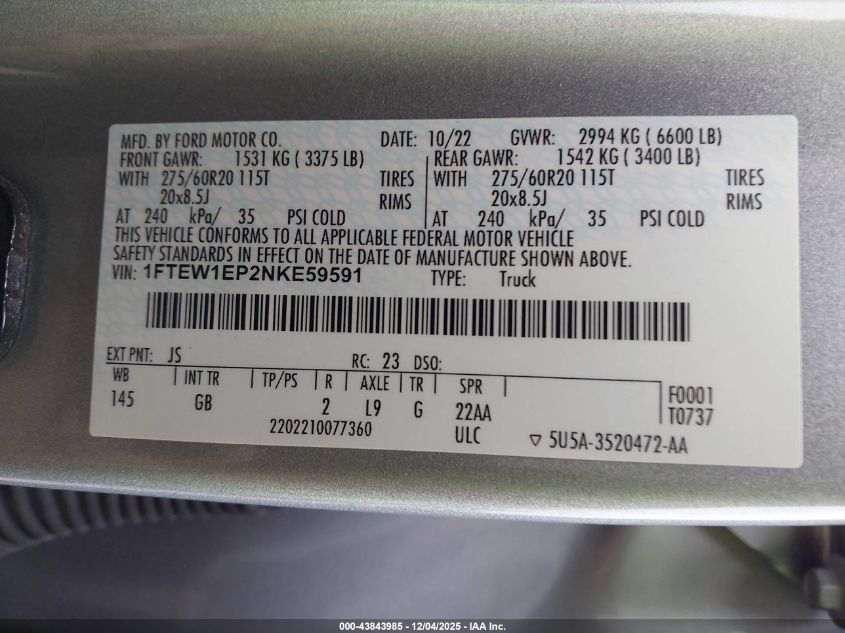 MFD. BY FORD MOTOR CO. DATE: 10/22 GVWR: 2994 KG ( 6600 LB)
FRONT GAWR: 1531 KG ( 3375 LB) REAR GAWR: 1542 KG ( 3400 LB)
WITH 275/60R20 115T TIRES WITH 275/60R20 115T TIRES
20x8.5J RIMS 20x8.5J RIMS
AT 240 kPa/ 35 PSI COLD AT 240 kPa/ 35 PSI COLD
THIS VEHICLE CONFORMS TO ALL APPLICABLE FEDERAL MOTOR VEHICLE
SAFETY STANDARDS IN EFFECT ON THE DATE OF MANUFACTURE SHOWN ABOVE.
VIN: 1FTEW1EP2NKE59591 TYPE: Truck
EXT PNT: JS RC: 23 DSO:
WB INT TR TP/PS R AXLE TR SPR F0001
145 GB 2 L9 G 22AA T0737
2202210077360 ULC ▽ 5U5A-3520472-AA
000-43843985 - 12/04/2025 - IAA Inc.